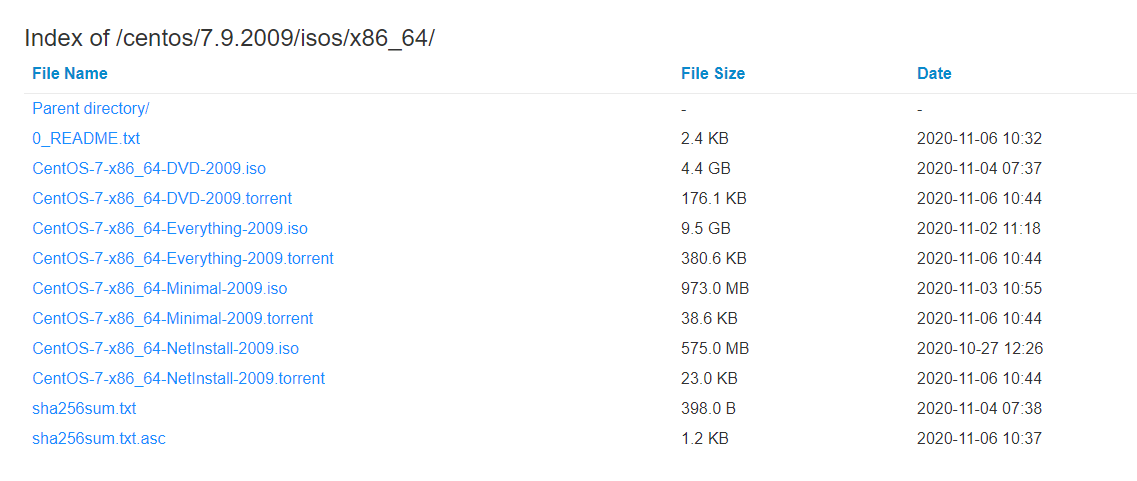 Index of /centos/7.9.2009/isos/x86_64/
File Name File Size Date
Parent directory/ - -
0_README.txt 2.4 KB 2020-11-06 10:32
CentOS-7-x86_64-DVD-2009.iso 4.4 GB 2020-11-04 07:37
CentOS-7-x86_64-DVD-2009.torrent 176.1 KB 2020-11-06 10:44
CentOS-7-x86_64-Everything-2009.iso 9.5 GB 2020-11-02 11:18
CentOS-7-x86_64-Everything-2009.torrent 380.6 KB 2020-11-06 10:44
CentOS-7-x86_64-Minimal-2009.iso 973.0 MB 2020-11-03 10:55
CentOS-7-x86_64-Minimal-2009.torrent 38.6 KB 2020-11-06 10:44
CentOS-7-x86_64-NetInstall-2009.iso 575.0 MB 2020-10-27 12:26
CentOS-7-x86_64-NetInstall-2009.torrent 23.0 KB 2020-11-06 10:44
sha256sum.txt 398.0 B 2020-11-04 07:38
sha256sum.txt.asc 1.2 KB 2020-11-06 10:37